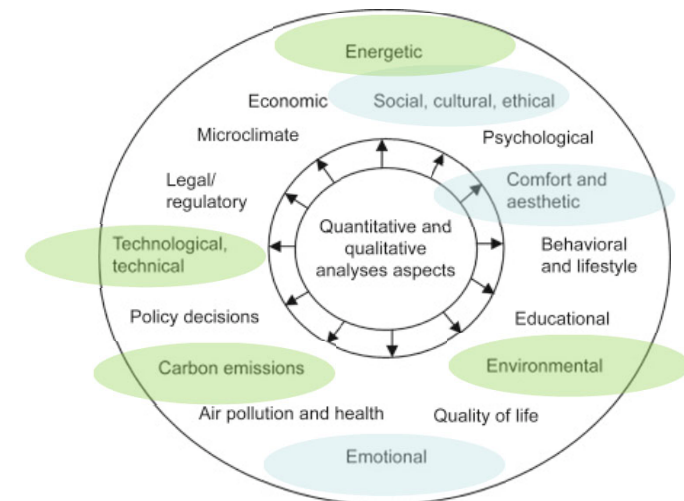 Energetic
Economic
Social, cultural, ethical
Microclimate
Psychological
Legal/
regulatory
Comfort and
aesthetic
Quantitative and
qualitative
analyses aspects
Technological,
technical
Behavioral
and lifestyle
Policy decisions
Educational
Carbon emissions
Environmental
Air pollution and health
Quality of life
Emotional